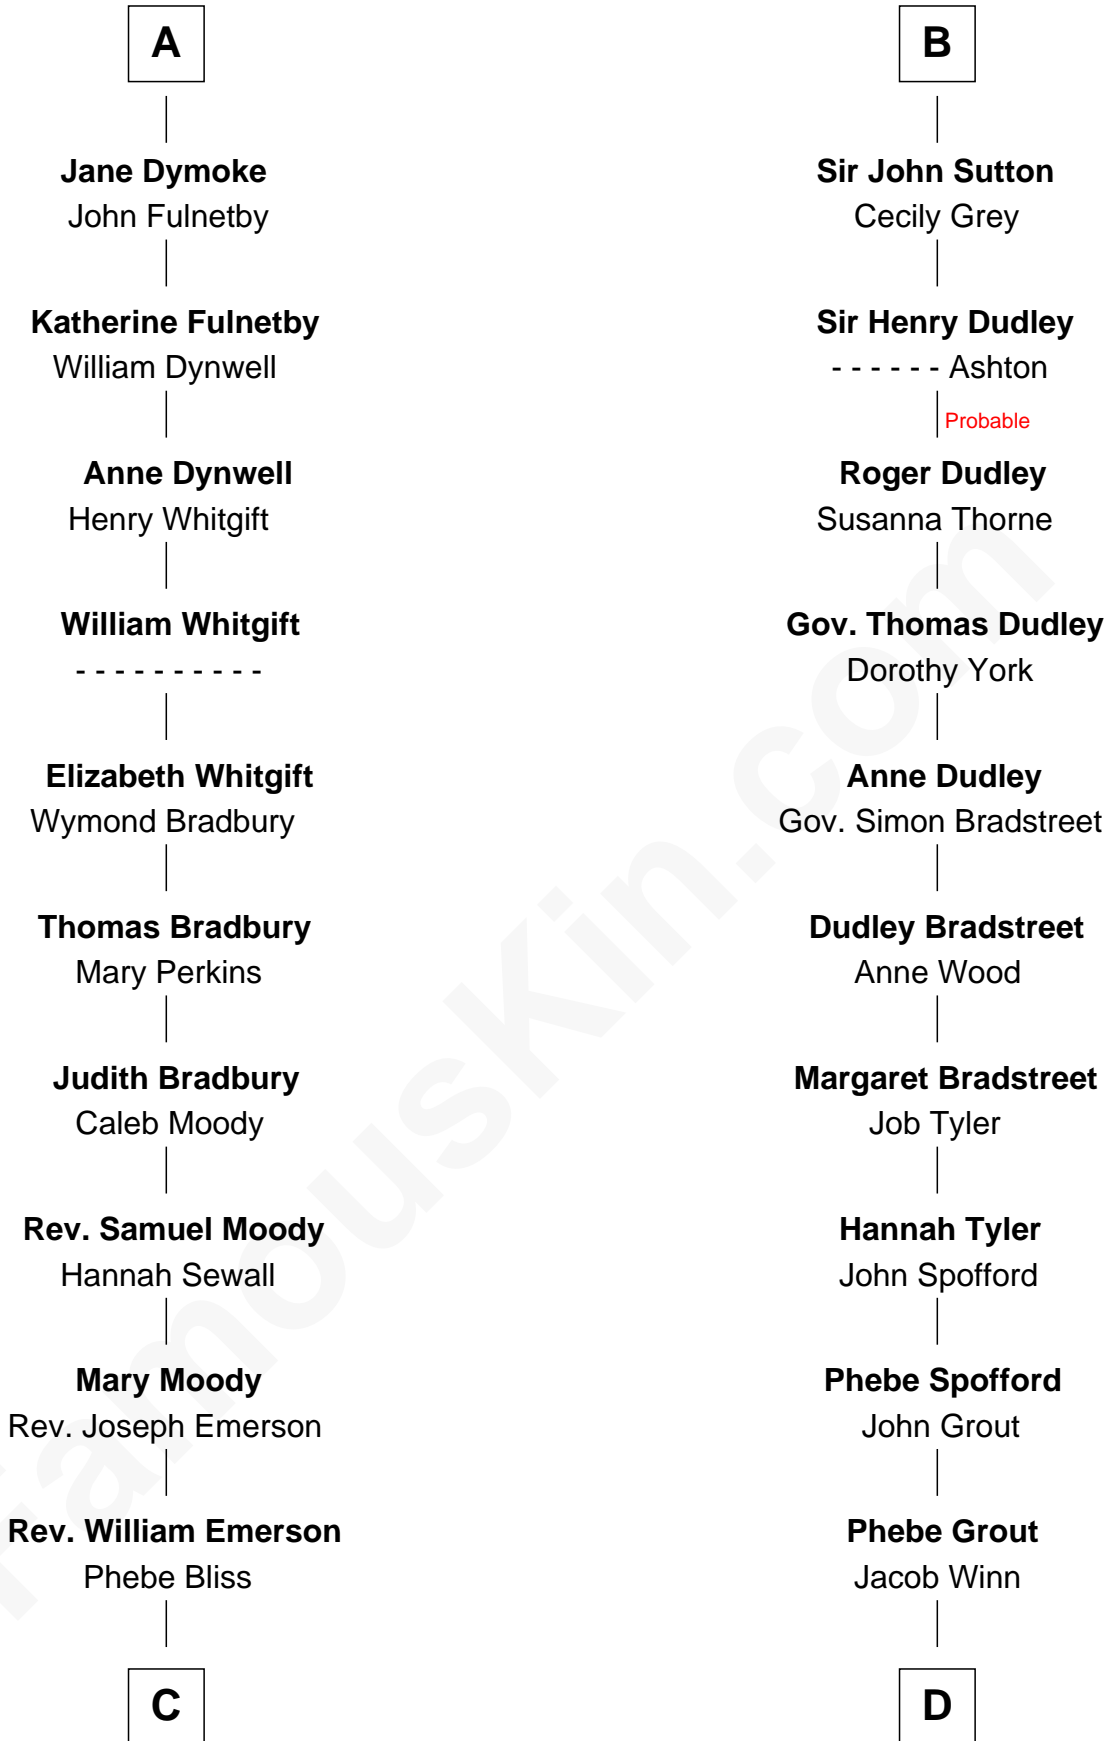 A
Jane Dymoke
John Fulnetby
Katherine Fulnetby
William Dynwell
Anne Dynwell
Henry Whitgift
William Whitgift
- - - - - - - - - -
Elizabeth Whitgift
Wymond Bradbury
Thomas Bradbury
Mary Perkins
Judith Bradbury
Caleb Moody
Rev. Samuel Moody
Hannah Sewall
Mary Moody
Rev. Joseph Emerson
Rev. William Emerson
Phebe Bliss
C
B
Sir John Sutton
Cecily Grey
Sir Henry Dudley
- - - - - - Ashton
Probable
Roger Dudley
Susanna Thorne
Gov. Thomas Dudley
Dorothy York
Anne Dudley
Gov. Simon Bradstreet
Dudley Bradstreet
Anne Wood
Margaret Bradstreet
Job Tyler
Hannah Tyler
John Spofford
Phebe Spofford
John Grout
Phebe Grout
Jacob Winn
D
FamousKin.com